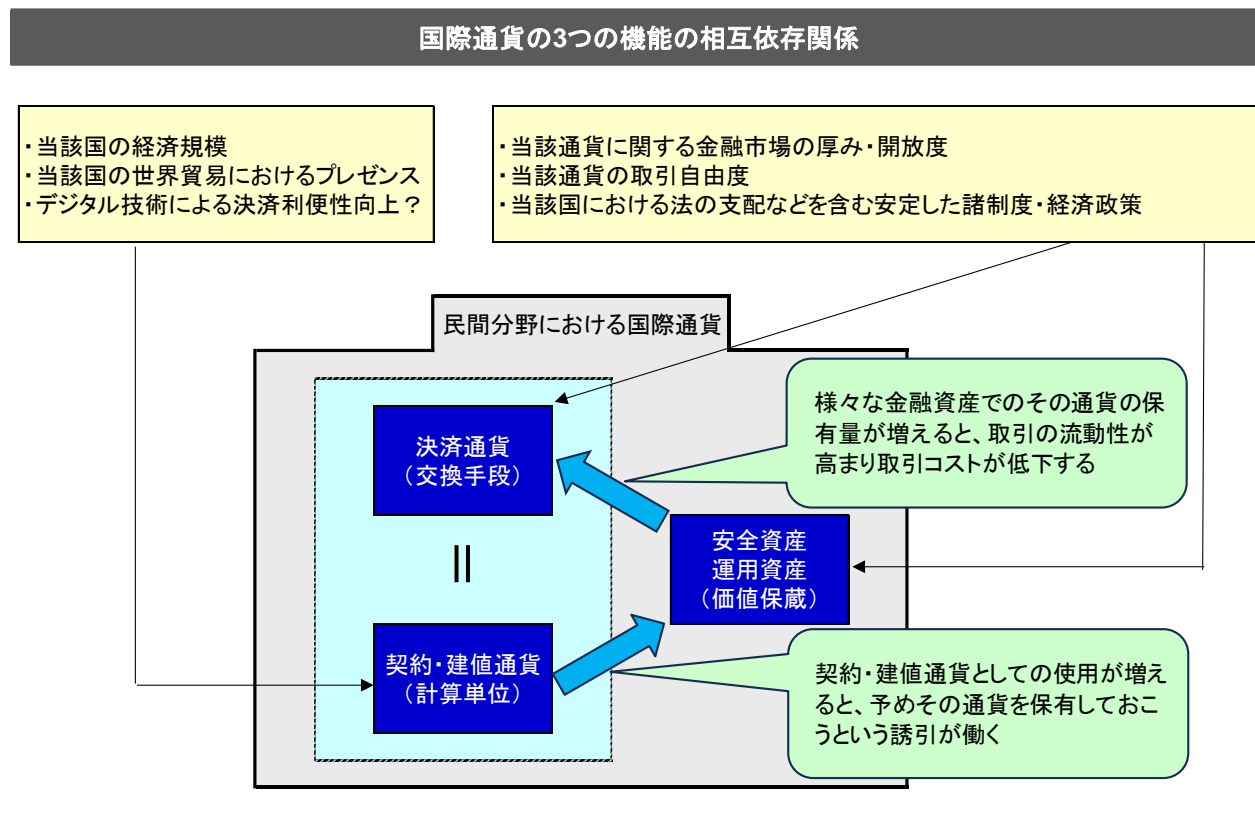 国際通貨の3つの機能の相互依存関係
・当該国の経済規模
・当該国の世界貿易におけるプレゼンス
・デジタル技術による決済利便性向上？
・当該通貨に関する金融市場の厚み・開放度
・当該通貨の取引自由度
・当該国における法の支配などを含む安定した諸制度・経済政策
民間分野における国際通貨
決済通貨
（交換手段）
||
契約・建値通貨
（計算単位）
安全資産
運用資産
（価値保蔵）
様々な金融資産でのその通貨の保
有量が増えると、取引の流動性が
高まり取引コストが低下する
契約・建値通貨としての使用が増え
ると、予めその通貨を保有しておこ
うという誘引が働く